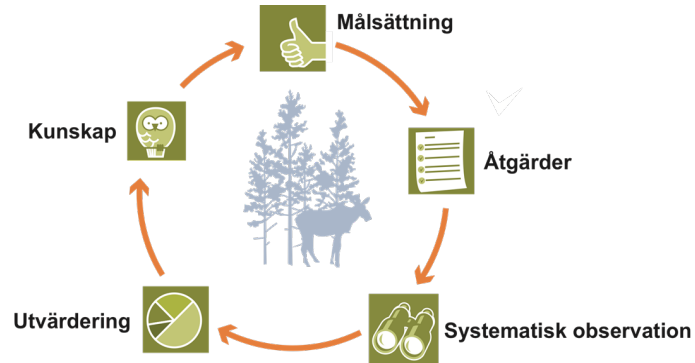 Målsättning
Åtgärder
Systematisk observation
Utvärdering
Kunskap